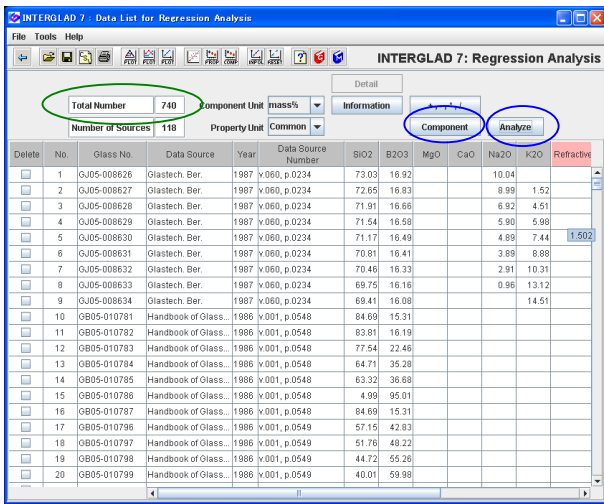 INTERGLAD 7 : Data List for Regression Analysis
File Tools Help
PLOT PLOT PLOT PROP COMP INFOL RESET
INTERGLAD 7: Regression Analysis
Detail
Total Number 740 Component Unit mass% Information + , - , * , /
Number of Sources 118 Property Unit Common Component Analyze
Delete No. Glass No. Data Source Year Data Source Number SiO2 B2O3 MgO CaO Na2O K2O Refractive
1 GJ05-008626 Glastech. Ber. 1987 v.060, p.0234 73.03 16.92 10.04
2 GJ05-008627 Glastech. Ber. 1987 v.060, p.0234 72.65 16.83 8.99 1.52
3 GJ05-008628 Glastech. Ber. 1987 v.060, p.0234 71.91 16.66 6.92 4.51
4 GJ05-008629 Glastech. Ber. 1987 v.060, p.0234 71.54 16.58 5.90 5.98
5 GJ05-008630 Glastech. Ber. 1987 v.060, p.0234 71.17 16.49 4.89 7.44 1.502
6 GJ05-008631 Glastech. Ber. 1987 v.060, p.0234 70.81 16.41 3.89 8.88
7 GJ05-008632 Glastech. Ber. 1987 v.060, p.0234 70.46 16.33 2.91 10.31
8 GJ05-008633 Glastech. Ber. 1987 v.060, p.0234 69.75 16.16 0.96 13.12
9 GJ05-008634 Glastech. Ber. 1987 v.060, p.0234 69.41 16.08 14.51
10 GB05-010781 Handbook of Glass... 1986 v.001, p.0548 84.69 15.31
11 GB05-010782 Handbook of Glass... 1986 v.001, p.0548 83.81 16.19
12 GB05-010783 Handbook of Glass... 1986 v.001, p.0548 77.54 22.46
13 GB05-010784 Handbook of Glass... 1986 v.001, p.0548 64.71 35.28
14 GB05-010785 Handbook of Glass... 1986 v.001, p.0548 63.32 36.68
15 GB05-010786 Handbook of Glass... 1986 v.001, p.0548 4.99 95.01
16 GB05-010787 Handbook of Glass... 1986 v.001, p.0548 84.69 15.31
17 GB05-010796 Handbook of Glass... 1986 v.001, p.0549 57.15 42.83
18 GB05-010797 Handbook of Glass... 1986 v.001, p.0549 51.76 48.22
19 GB05-010798 Handbook of Glass... 1986 v.001, p.0549 44.72 55.26
20 GB05-010799 Handbook of Glass... 1986 v.001, p.0549 40.01 59.98